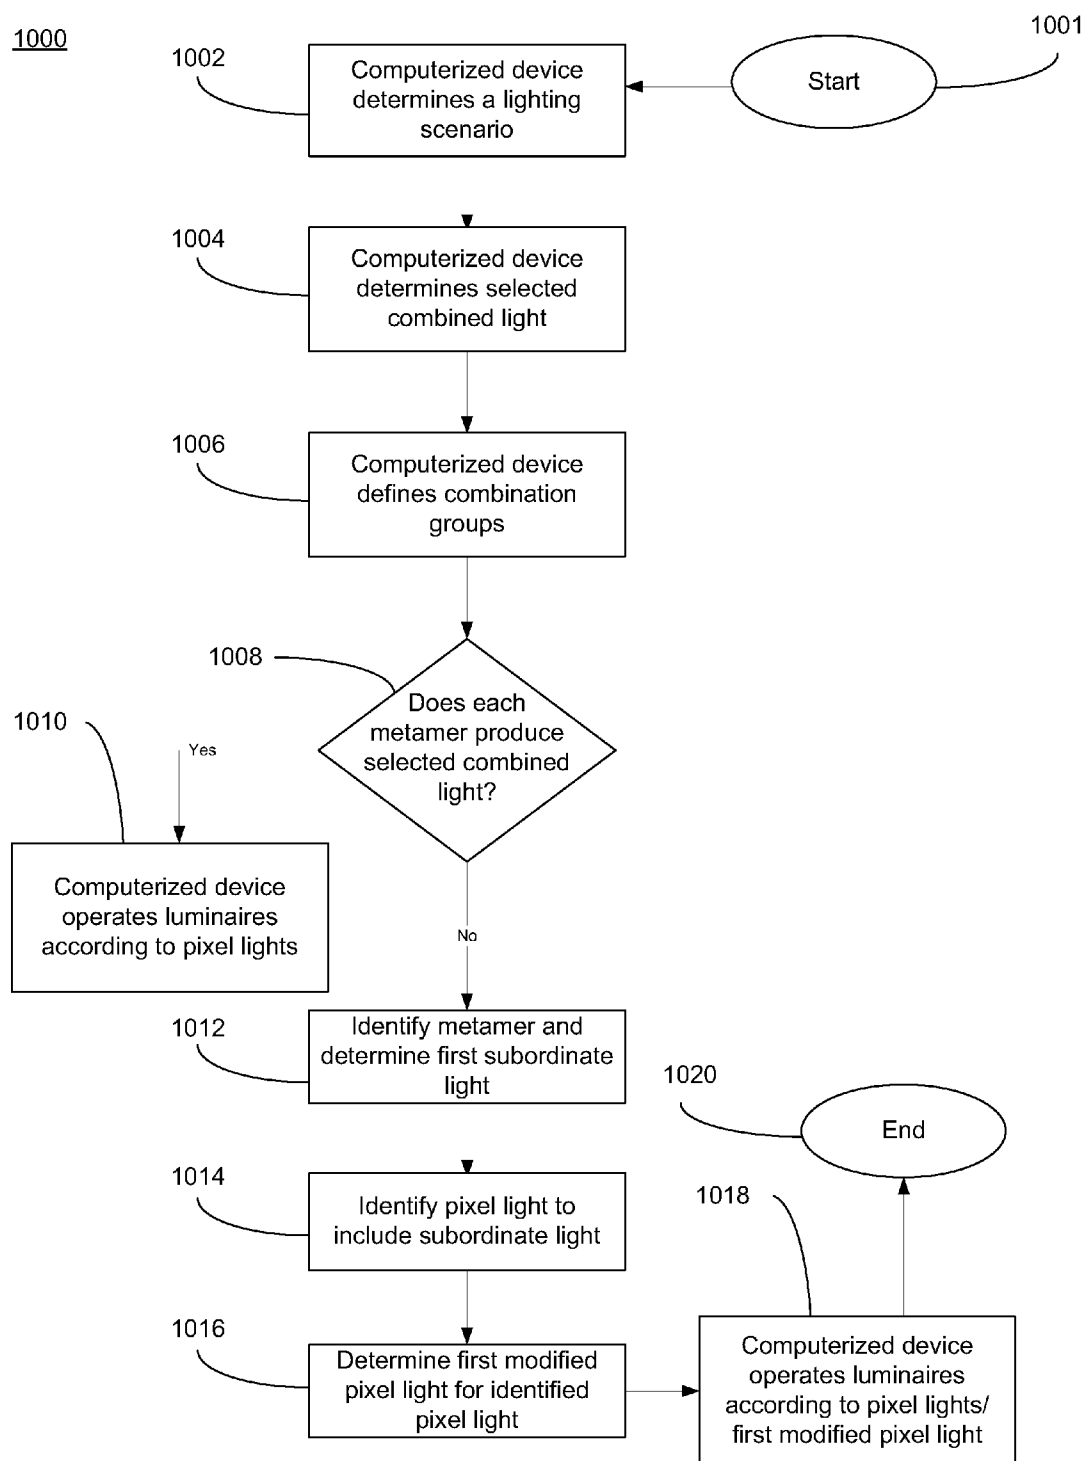 1000
1001
Start
1002
Computerized device
determines a lighting
scenario
1004
Computerized device
determines selected
combined light
1006
Computerized device
defines combination
groups
1008
Does each
metamer produce
selected combined
light?
1010
Yes
Computerized device
operates luminaires
according to pixel lights
No
1012
Identify metamer and
determine first subordinate
light
1020
End
1014
Identify pixel light to
include subordinate light
1018
1016
Determine first modified
pixel light for identified
pixel light
Computerized device
operates luminaires
according to pixel lights/
first modified pixel light